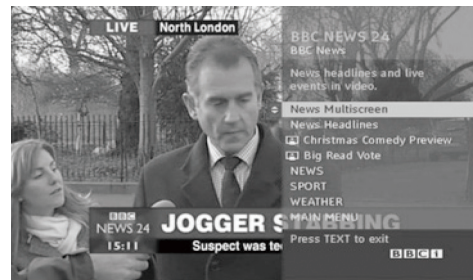 LIVE North London
BBC NEWS 24
BBC News
News headlines and live
events in video.
News Multiscreen
News Headlines
Christmas Comedy Preview
Big Read Vote
NEWS
SPORT
WEATHER
MAIN MENU
Press TEXT to exit
BBCi
BBC
NEWS 24
15:11
JOGGER STABBING
Suspect was